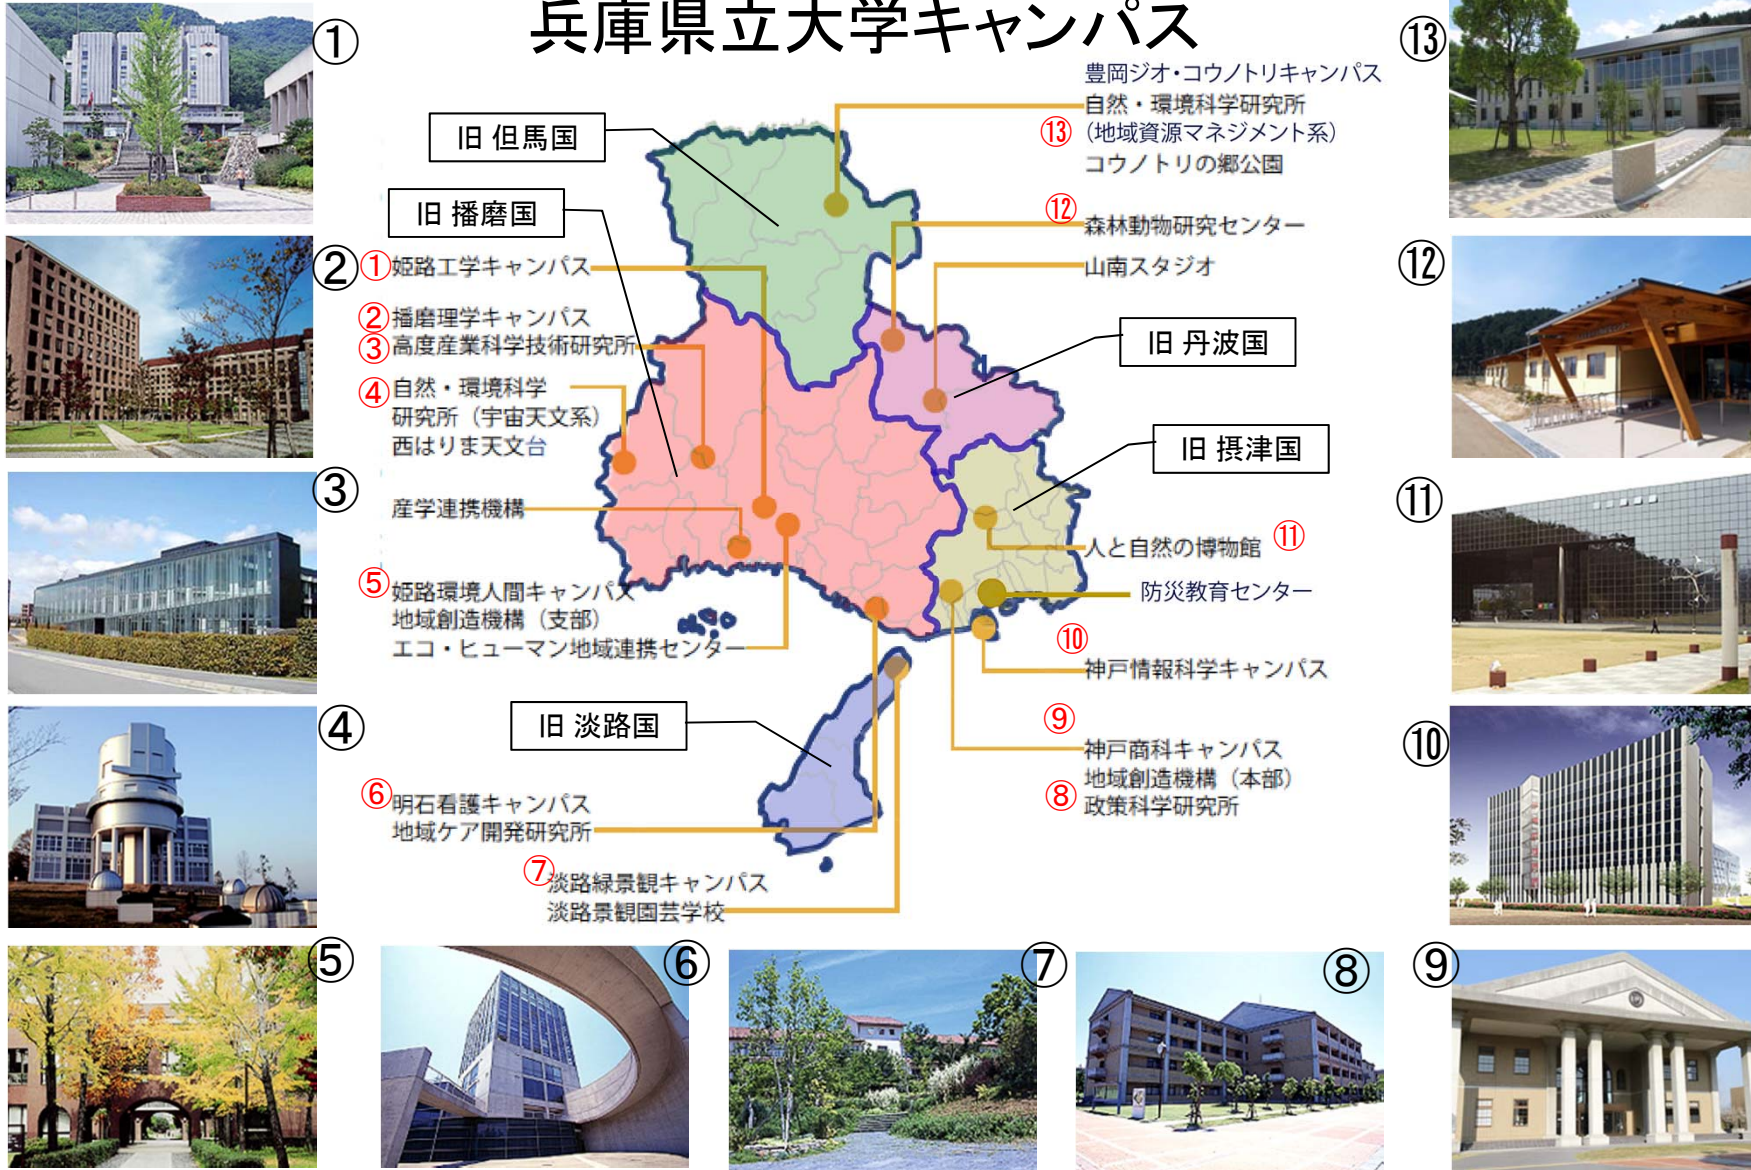 兵庫県立大学キャンパス
①
②
③
④
⑤
⑥
⑦
⑧
⑨
⑩
⑪
⑫
⑬
旧 但馬国
旧 播磨国
旧 丹波国
旧 摂津国
旧 淡路国
① 姫路工学キャンパス
② 播磨理学キャンパス
③ 高度産業科学技術研究所
④ 自然・環境科学
研究所（宇宙天文系）
西はりま天文台
産学連携機構
⑤ 姫路環境人間キャンパス
地域創造機構（支部）
エコ・ヒューマン地域連携センター
⑥ 明石看護キャンパス
地域ケア開発研究所
⑦ 淡路緑景観キャンパス
淡路景観園芸学校
豊岡ジオ・コウノトリキャンパス
自然・環境科学研究所
⑬ （地域資源マネジメント系）
コウノトリの郷公園
⑫ 森林動物研究センター
山南スタジオ
人と自然の博物館 ⑪
防災教育センター
⑩
神戸情報科学キャンパス
⑨
神戸商科キャンパス
地域創造機構（本部）
⑧ 政策科学研究所